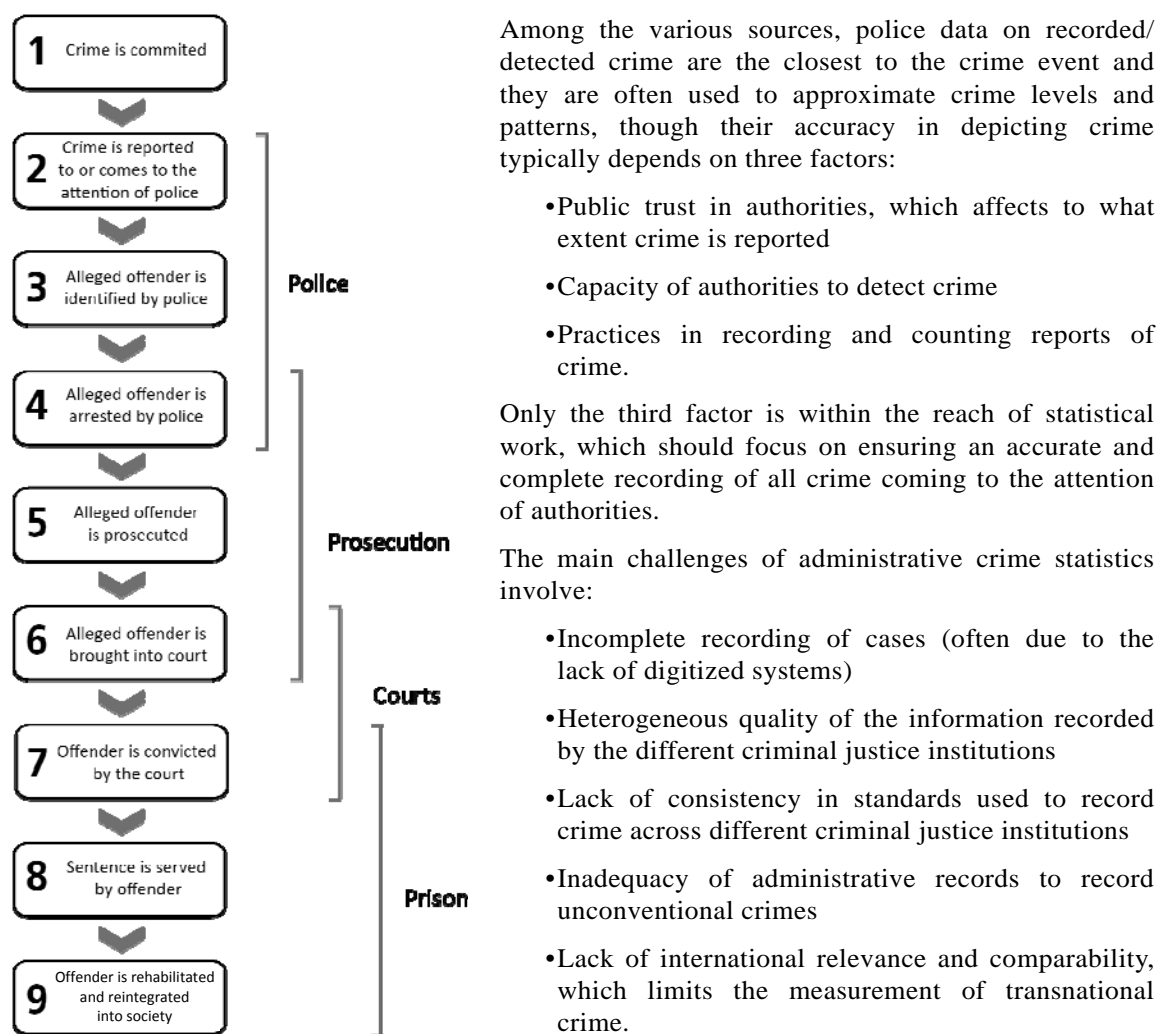 1 Crime is commited
2 Crime is reported
to or comes to the
attention of police
3 Alleged offender is
identified by police
4 Alleged offender is
arrested by police
5 Alleged offender
is prosecuted
6 Alleged offender is
brought into court
7 Offender is convicted
by the court
8 Sentence is served
by offender
9 Offender is rehabilitated
and reintegrated
into society
Police
Prosecution
Courts
Prison
Among the various sources, police data on recorded/
detected crime are the closest to the crime event and
they are often used to approximate crime levels and
patterns, though their accuracy in depicting crime
typically depends on three factors:
•Public trust in authorities, which affects to what
extent crime is reported
•Capacity of authorities to detect crime
•Practices in recording and counting reports of
crime.
Only the third factor is within the reach of statistical
work, which should focus on ensuring an accurate and
complete recording of all crime coming to the attention
of authorities.
The main challenges of administrative crime statistics
involve:
•Incomplete recording of cases (often due to the
lack of digitized systems)
•Heterogeneous quality of the information recorded
by the different criminal justice institutions
•Lack of consistency in standards used to record
crime across different criminal justice institutions
•Inadequacy of administrative records to record
unconventional crimes
•Lack of international relevance and comparability,
which limits the measurement of transnational
crime.